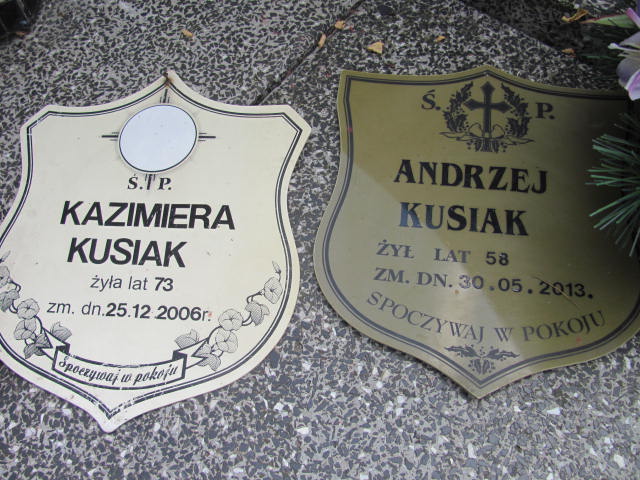 Ś. P.
KAZIMIERA
KUSIAK
żyła lat 73
zm. dn. 25.12 2006r.
Spoczywaj w pokoju
Ś. P.
ANDRZEJ
KUSIAK
ŻYŁ LAT 58
ZM. DN. 30.05.2013.
SPOCZYWAJ W POKOJU